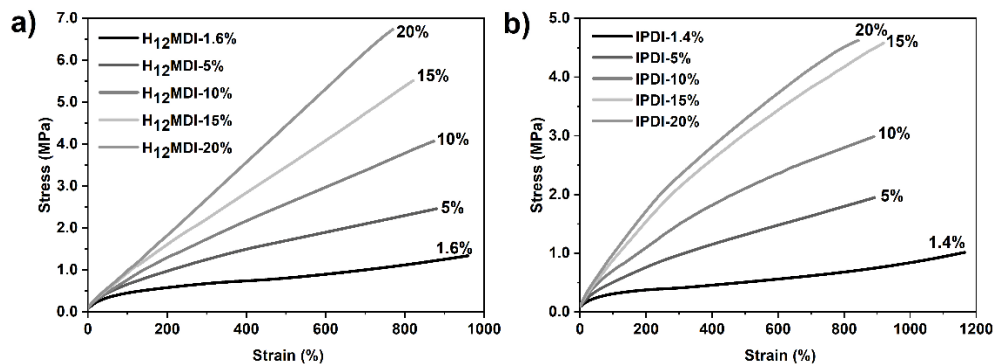 a)
7.0
6.0
5.0
4.0
3.0
2.0
1.0
0.0
Stress (MPa)
H12MDI-1.6%
H12MDI-5%
H12MDI-10%
H12MDI-15%
H12MDI-20%
20%
15%
10%
5%
1.6%
0
200
400
600
800
1000
Strain (%)
b)
5.0
4.0
3.0
2.0
1.0
0.0
Stress (MPa)
IPDI-1.4%
IPDI-5%
IPDI-10%
IPDI-15%
IPDI-20%
20%
15%
10%
5%
1.4%
0
200
400
600
800
1000
1200
Strain (%)